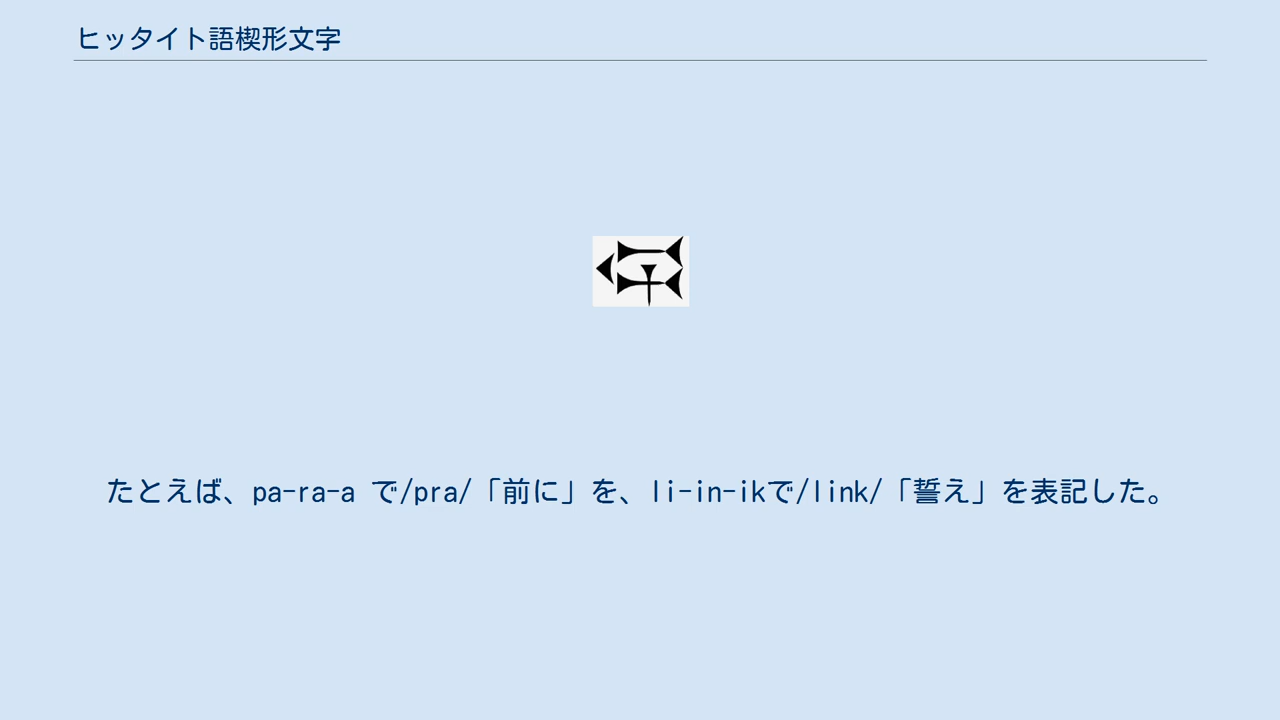 ヒッタイト語楔形文字
たとえば、pa-ra-a で/pra/「前に」を、li-in-ikで/link/「誓え」を表記した。